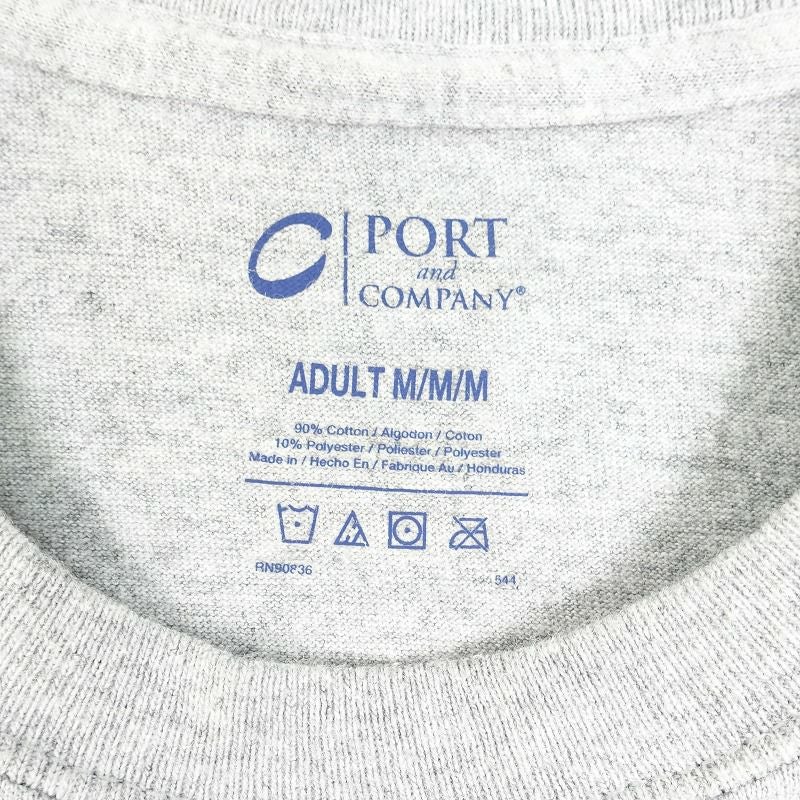 PORT
and
COMPANY®
ADULT M/M/M
90% Cotton / Algodon / Coton
10% Polyester / Poliester / Polyester
Made in / Hecho En / Fabrique Au / Honduras
RN90836 544